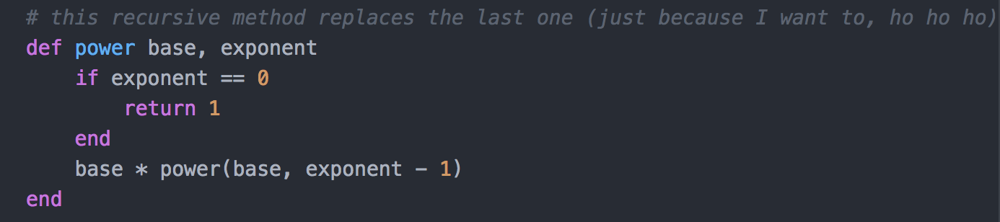 # this recursive method replaces the last one (just because I want to, ho ho ho)
def power base, exponent
    if exponent == 0
        return 1
    end
    base * power(base, exponent - 1)
end